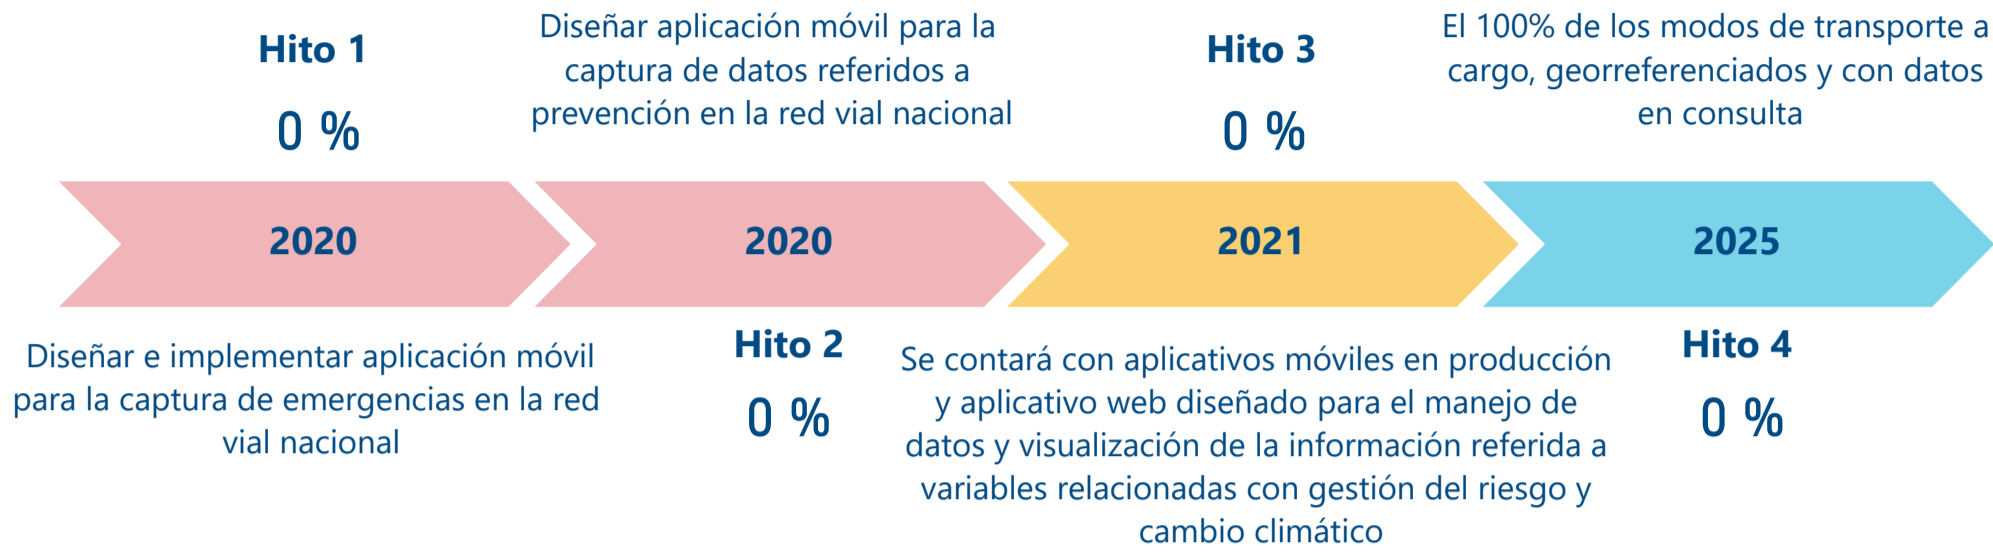 Hito 1
0 %
2020
Diseñar e implementar aplicación móvil
para la captura de emergencias en la red
vial nacional
Diseñar aplicación móvil para la
captura de datos referidos a
prevención en la red vial nacional
2020
Hito 2
0 %
Hito 3
0 %
2021
Se contará con aplicativos móviles en producción
y aplicativo web diseñado para el manejo de
datos y visualización de la información referida a
variables relacionadas con gestión del riesgo y
cambio climático
El 100% de los modos de transporte a
cargo, georreferenciados y con datos
en consulta
2025
Hito 4
0 %